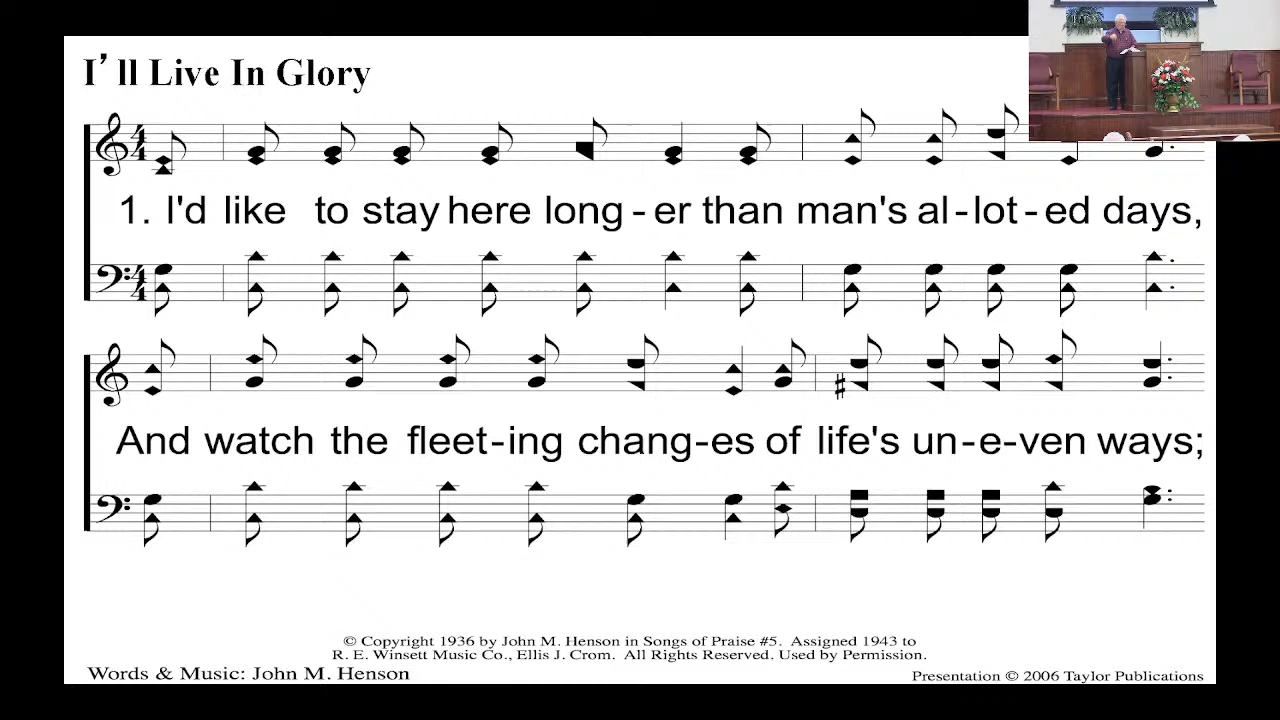 I'll Live In Glory
1. I'd like to stay here long - er than man's al - lot - ed days,
And watch the fleet - ing chang - es of life's un - e - ven ways;
© Copyright 1936 by John M. Henson in Songs of Praise #5. Assigned 1943 to
R. E. Winsett Music Co., Ellis J. Crom. All Rights Reserved. Used by Permission.
Words & Music: John M. Henson
Presentation © 2006 Taylor Publications